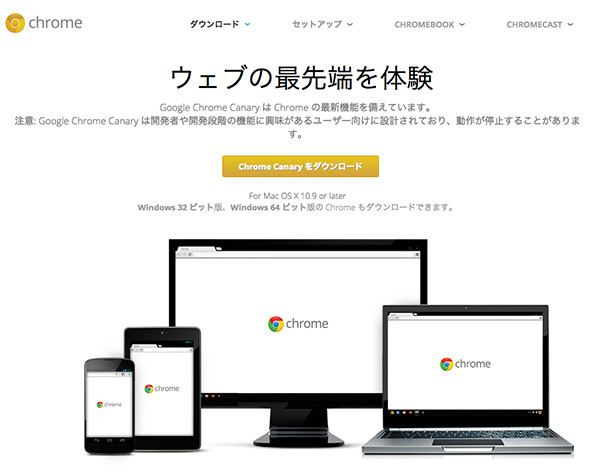 chrome
ダウンロード セットアップ CHROMEBOOK CHROMECAST
ウェブの最先端を体験
Google Chrome Canary は Chrome の最新機能を備えています。
注意: Google Chrome Canary は開発者や開発段階の機能に興味があるユーザー向けに設計されており、動作が停止することがありま
す。
Chrome Canary をダウンロード
For Mac OS X 10.9 or later
Windows 32 ビット版、Windows 64 ビット版の Chrome もダウンロードできます。
chrome
chrome
chrome
chrome